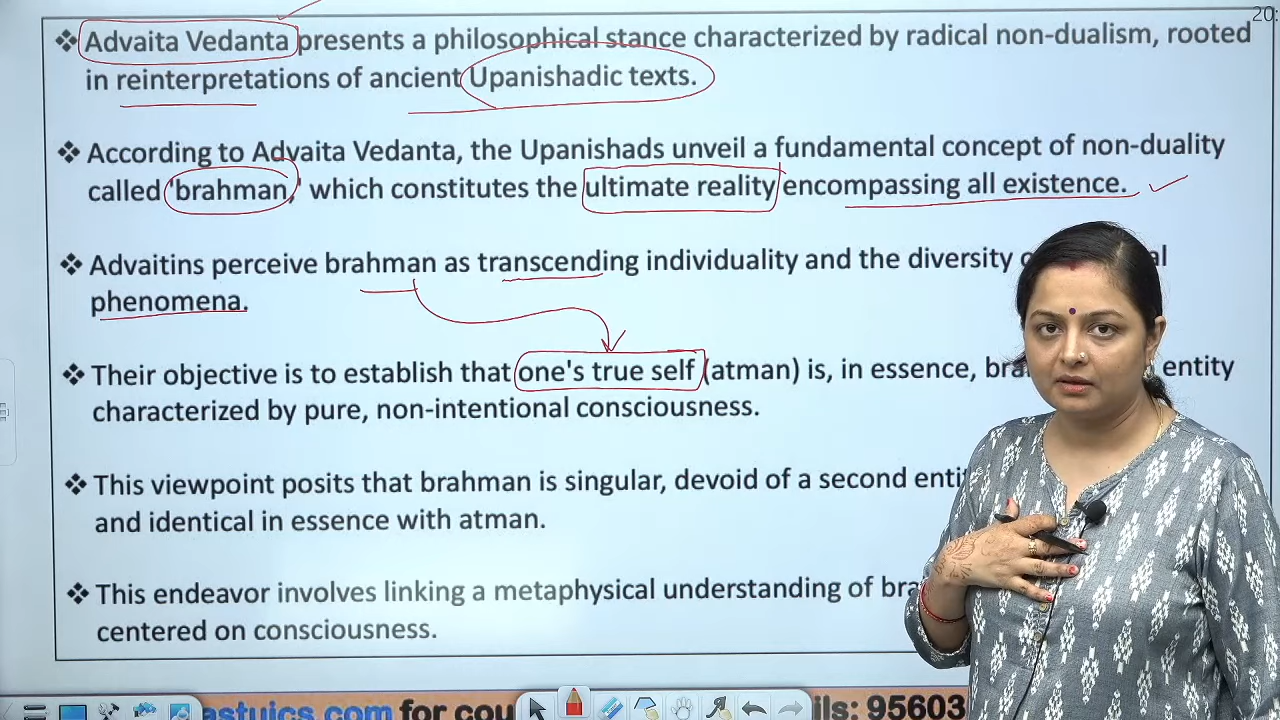 20:
❖ Advaita Vedanta presents a philosophical stance characterized by radical non-dualism, rooted
in reinterpretations of ancient Upanishadic texts.
❖ According to Advaita Vedanta, the Upanishads unveil a fundamental concept of non-duality
called 'brahman,' which constitutes the ultimate reality encompassing all existence.
❖ Advaitins perceive brahman as transcending individuality and the diversity
phenomena.
❖ Their objective is to establish that one's true self (atman) is, in essence, entity
characterized by pure, non-intentional consciousness.
❖ This viewpoint posits that brahman is singular, devoid of a second
and identical in essence with atman.
❖ This endeavor involves linking a metaphysical understanding of
centered on consciousness.
astuics.com for cou ils: 95603